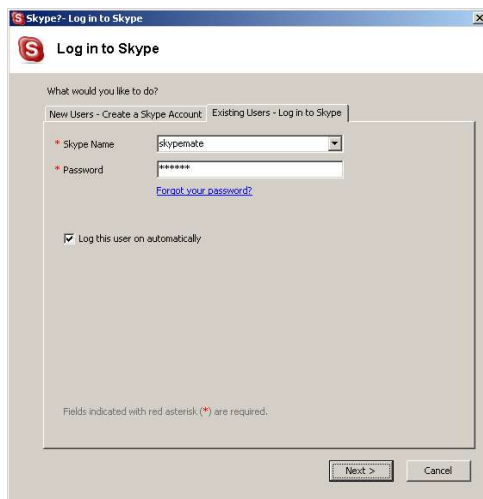 Skype?- Log in to Skype
Log in to Skype
What would you like to do?
New Users - Create a Skype Account Existing Users - Log in to Skype
* Skype Name skypemate
* Password ******
Forgot your password?
Log this user on automatically
Fields indicated with red asterisk (*) are required.
Next > Cancel